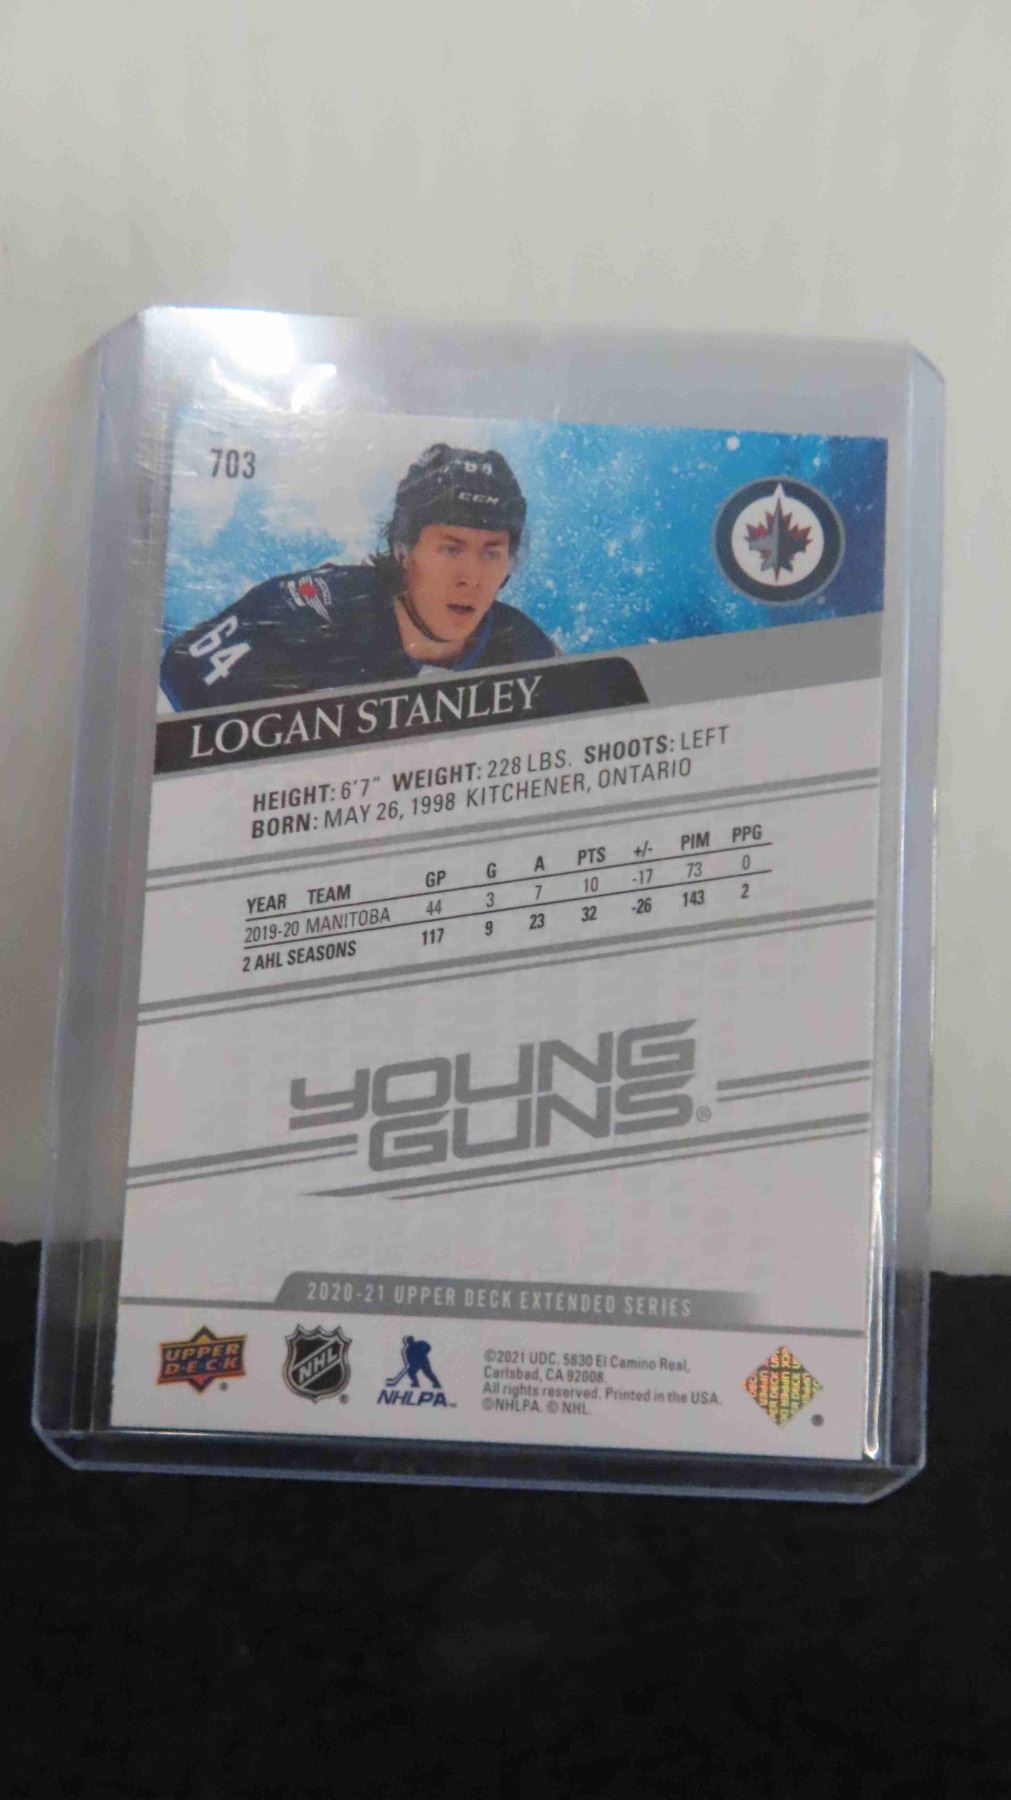 703
64
CCM
64
LOGAN STANLEY
HEIGHT: 6'7" WEIGHT: 228 LBS. SHOOTS: LEFT
BORN: MAY 26, 1998 KITCHENER, ONTARIO
YEAR TEAM GP G A PTS +/- PIM PPG
2019-20 MANITOBA 44 3 7 10 -17 73 0
2 AHL SEASONS 117 9 23 32 -26 143 2
YOUNG
GUNS®
2020-21 UPPER DECK EXTENDED SERIES
UPPER
D·E·C·K®
NHL®
NHLPA™
©2021 UDC. 5830 El Camino Real,
Carlsbad, CA 92008.
All rights reserved. Printed in the USA.
©NHLPA. © NHL.